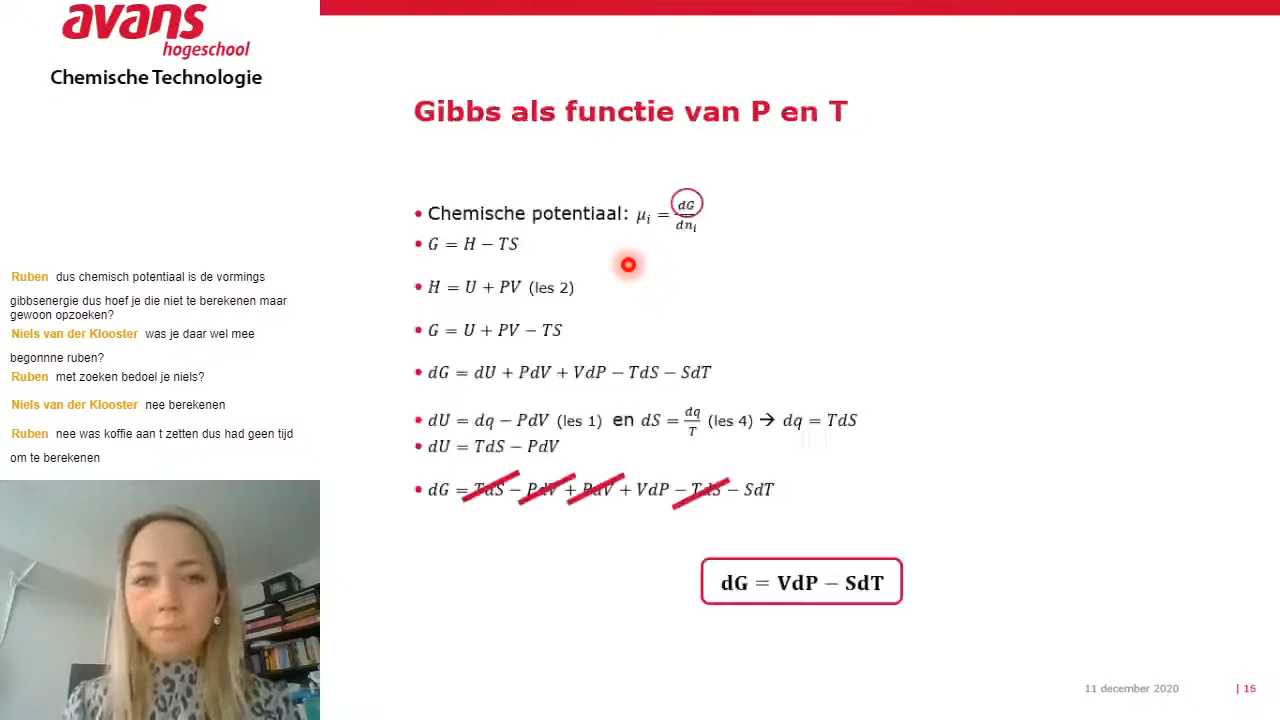 avans
hogeschool
Chemische Technologie
Gibbs als functie van P en T
• Chemische potentiaal: μᵢ = dG/dnᵢ
• G = H − TS
• H = U + PV (les 2)
• G = U + PV − TS
• dG = dU + PdV + VdP − TdS − SdT
• dU = dq − PdV (les 1) en dS = dq/T (les 4) → dq = TdS
• dU = TdS − PdV
• dG = TdS − PdV + PdV + VdP − TdS − SdT
dG = VdP − SdT
Ruben dus chemisch potentiaal is de vormings
gibbsenergie dus hoef je die niet te berekenen maar
gewoon opzoeken?
Niels van der Klooster was je daar wel mee
begonnne ruben?
Ruben met zoeken bedoel je niels?
Niels van der Klooster nee berekenen
Ruben nee was koffie aan t zetten dus had geen tijd
om te berekenen
11 december 2020 | 16